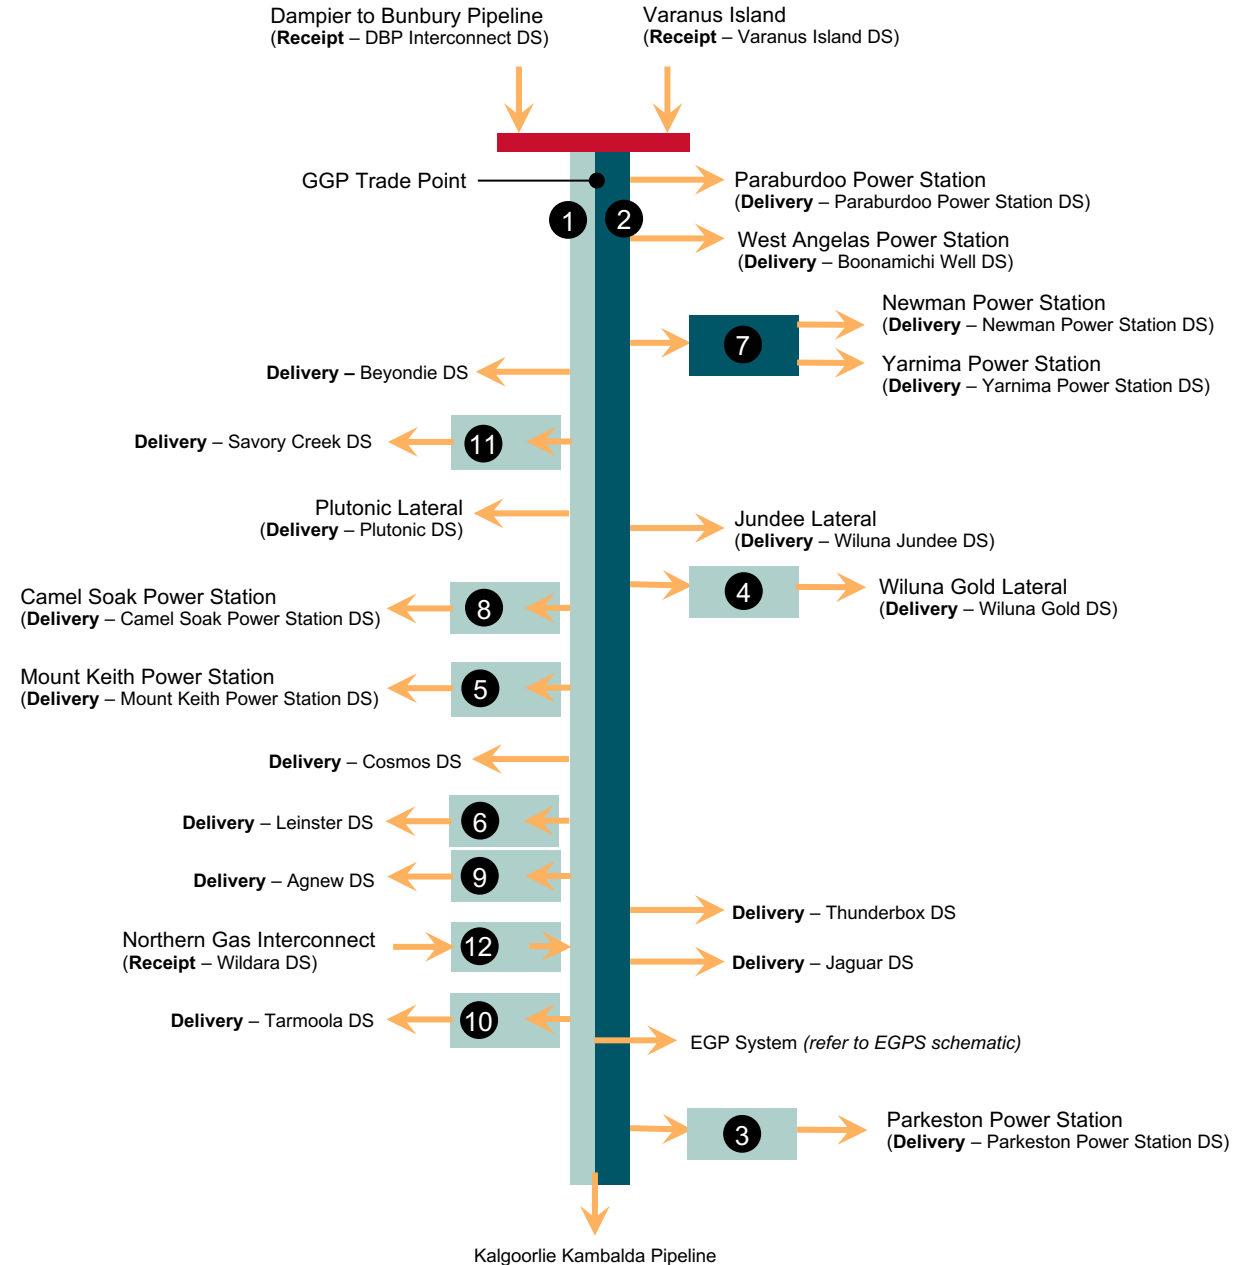 Dampier to Bunbury Pipeline
(Receipt – DBP Interconnect DS)
Varanus Island
(Receipt – Varanus Island DS)
GGP Trade Point
1
2
Paraburdoo Power Station
(Delivery – Paraburdoo Power Station DS)
West Angelas Power Station
(Delivery – Boonamichi Well DS)
7
Newman Power Station
(Delivery – Newman Power Station DS)
Yarnima Power Station
(Delivery – Yarnima Power Station DS)
Delivery – Beyondie DS
Delivery – Savory Creek DS
11
Plutonic Lateral
(Delivery – Plutonic DS)
Jundee Lateral
(Delivery – Wiluna Jundee DS)
4
Wiluna Gold Lateral
(Delivery – Wiluna Gold DS)
Camel Soak Power Station
(Delivery – Camel Soak Power Station DS)
8
Mount Keith Power Station
(Delivery – Mount Keith Power Station DS)
5
Delivery – Cosmos DS
Delivery – Leinster DS
6
Delivery – Agnew DS
9
Delivery – Thunderbox DS
Northern Gas Interconnect
(Receipt – Wildara DS)
12
Delivery – Jaguar DS
Delivery – Tarmoola DS
10
EGP System (refer to EGPS schematic)
3
Parkeston Power Station
(Delivery – Parkeston Power Station DS)
Kalgoorlie Kambalda Pipeline